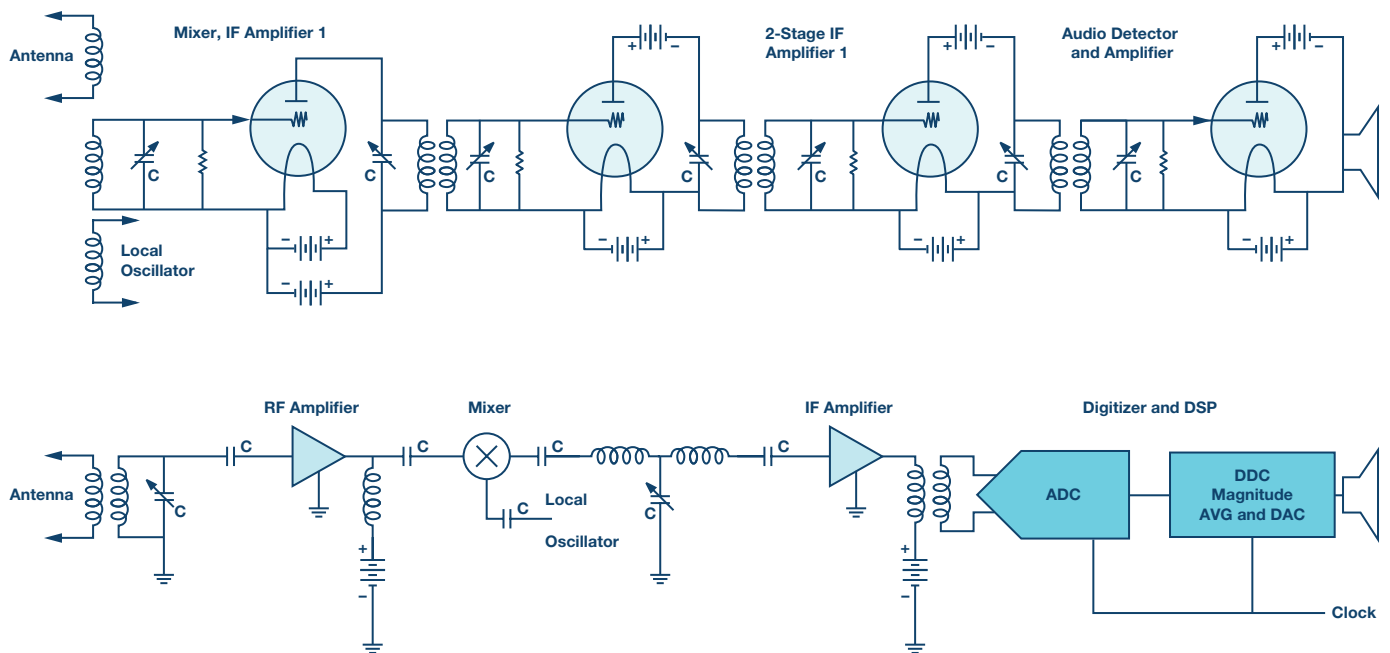 Mixer, IF Amplifier 1
2-Stage IF
Amplifier 1
Audio Detector
and Amplifier
Antenna
+ −
+ −
+ −
C
C
C
C
C
C
C
− +
− +
− +
− +
− +
Local
Oscillator
RF Amplifier
Mixer
IF Amplifier
Digitizer and DSP
C
C
C
C
Antenna
C
C
Local
C
Oscillator
ADC
DDC
Magnitude
AVG and DAC
+
−
+
−
Clock